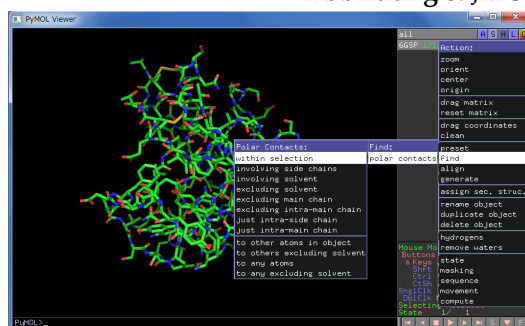 PyMOL Viewer
all
A S H L
6GSP 1/1
Action:
zoom
orient
center
origin
drag matrix
reset matrix
drag coordinates
clean
preset
find
align
generate
assign sec. struc.
rename object
duplicate object
delete object
hydrogens
remove waters
state
masking
sequence
movement
compute
Find:
polar contacts
Polar Contacts:
within selection
involving side chains
involving solvent
excluding solvent
excluding main chain
excluding intra-main chain
just intra-side chain
just intra-main chain
to other atoms in object
to others excluding solvent
to any atoms
to any excluding solvent
House Mo
Buttons
& Keys
Shft
Ctrl
CtSh
SnglClk
DblClk
Selecting
State 1/ 1
PyMOL>_